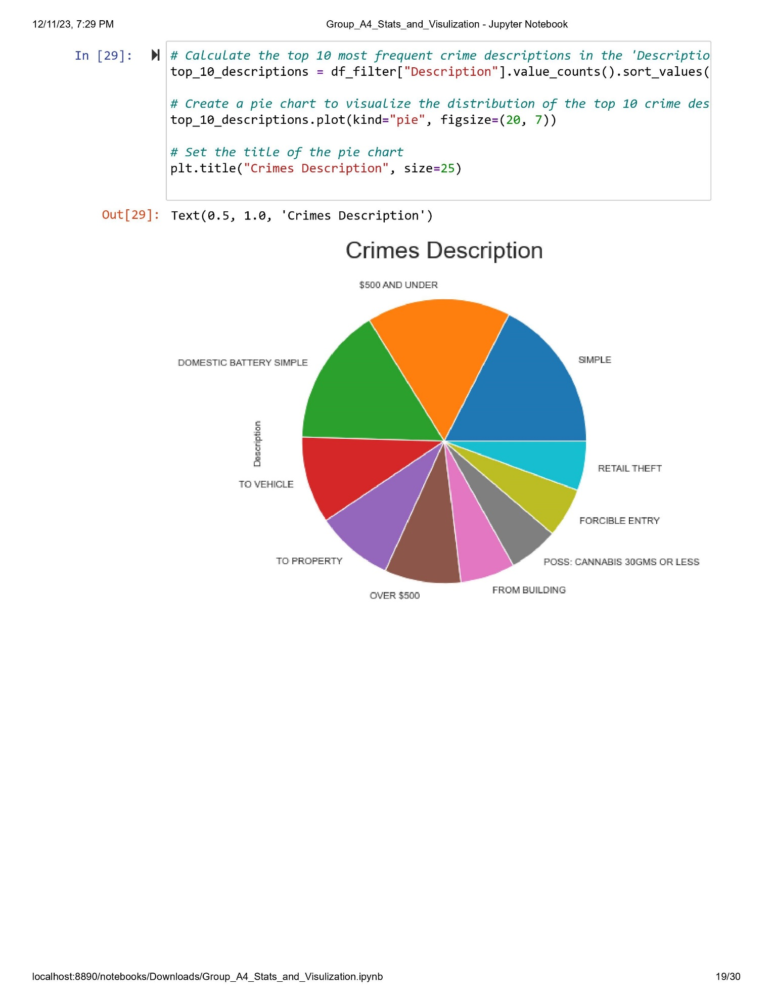 12/11/23, 7:29 PM
Group_A4_Stats_and_Visulization - Jupyter Notebook
In [29]:
# Calculate the top 10 most frequent crime descriptions in the 'Descriptio
top_10_descriptions = df_filter["Description"].value_counts().sort_values(
# Create a pie chart to visualize the distribution of the top 10 crime des
top_10_descriptions.plot(kind="pie", figsize=(20, 7))
# Set the title of the pie chart
plt.title("Crimes Description", size=25)
Out[29]: Text(0.5, 1.0, 'Crimes Description')
Crimes Description
$500 AND UNDER
SIMPLE
DOMESTIC BATTERY SIMPLE
Description
RETAIL THEFT
TO VEHICLE
FORCIBLE ENTRY
TO PROPERTY
POSS: CANNABIS 30GMS OR LESS
FROM BUILDING
OVER $500
localhost:8890/notebooks/Downloads/Group_A4_Stats_and_Visulization.ipynb
19/30